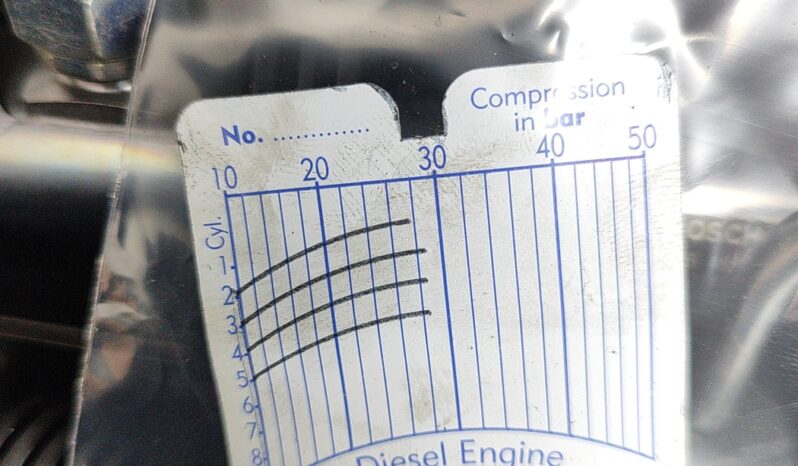 No. .............
Compression
in bar
10 20 30 40 50
Cyl.
1
2
3
4
5
6
7
8
Diesel Engine